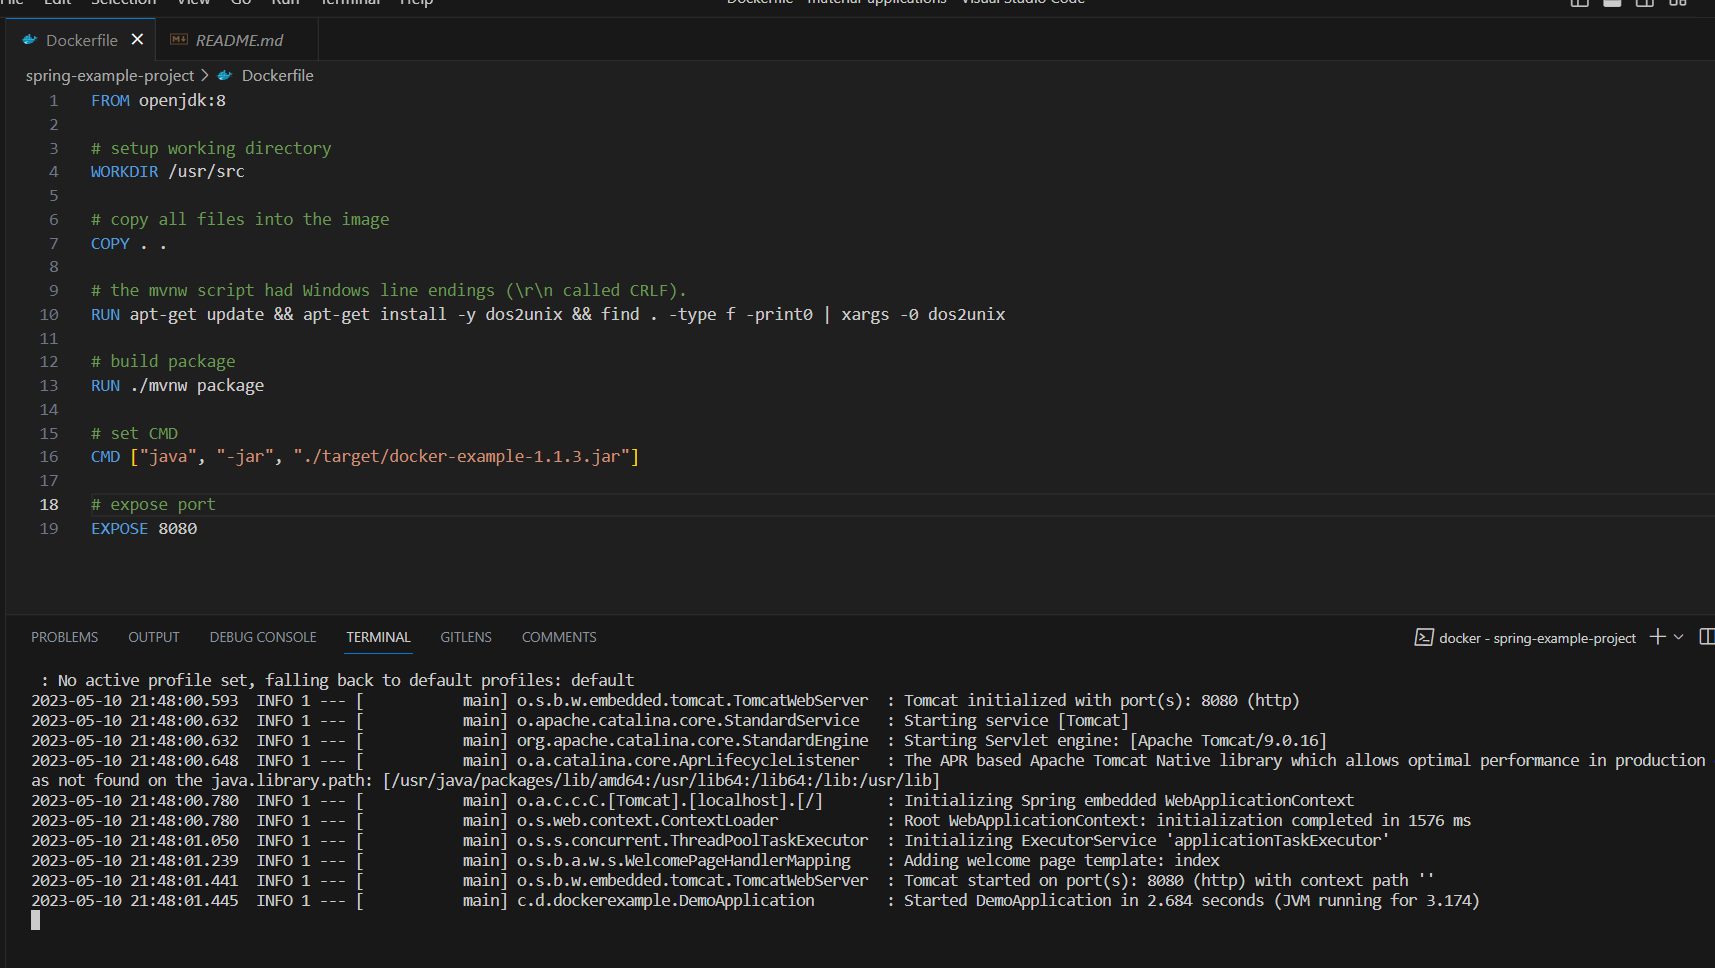 File Edit Selection View Go Run Terminal Help
Dockerfile - material-applications - Visual Studio Code
Dockerfile README.md
spring-example-project > Dockerfile
1 FROM openjdk:8
2
3 # setup working directory
4 WORKDIR /usr/src
5
6 # copy all files into the image
7 COPY . .
8
9 # the mvnw script had Windows line endings (\r\n called CRLF).
10 RUN apt-get update && apt-get install -y dos2unix && find . -type f -print0 | xargs -0 dos2unix
11
12 # build package
13 RUN ./mvnw package
14
15 # set CMD
16 CMD ["java", "-jar", "./target/docker-example-1.1.3.jar"]
17
18 # expose port
19 EXPOSE 8080
PROBLEMS OUTPUT DEBUG CONSOLE TERMINAL GITLENS COMMENTS
docker - spring-example-project
: No active profile set, falling back to default profiles: default
2023-05-10 21:48:00.593 INFO 1 --- [ main] o.s.b.w.embedded.tomcat.TomcatWebServer : Tomcat initialized with port(s): 8080 (http)
2023-05-10 21:48:00.632 INFO 1 --- [ main] o.apache.catalina.core.StandardService : Starting service [Tomcat]
2023-05-10 21:48:00.632 INFO 1 --- [ main] org.apache.catalina.core.StandardEngine : Starting Servlet engine: [Apache Tomcat/9.0.16]
2023-05-10 21:48:00.648 INFO 1 --- [ main] o.a.catalina.core.AprLifecycleListener : The APR based Apache Tomcat Native library which allows optimal performance in production
as not found on the java.library.path: [/usr/java/packages/lib/amd64:/usr/lib64:/lib64:/lib:/usr/lib]
2023-05-10 21:48:00.780 INFO 1 --- [ main] o.a.c.c.C.[Tomcat].[localhost].[/] : Initializing Spring embedded WebApplicationContext
2023-05-10 21:48:00.780 INFO 1 --- [ main] o.s.web.context.ContextLoader : Root WebApplicationContext: initialization completed in 1576 ms
2023-05-10 21:48:01.050 INFO 1 --- [ main] o.s.s.concurrent.ThreadPoolTaskExecutor : Initializing ExecutorService 'applicationTaskExecutor'
2023-05-10 21:48:01.239 INFO 1 --- [ main] o.s.b.a.w.s.WelcomePageHandlerMapping : Adding welcome page template: index
2023-05-10 21:48:01.441 INFO 1 --- [ main] o.s.b.w.embedded.tomcat.TomcatWebServer : Tomcat started on port(s): 8080 (http) with context path ''
2023-05-10 21:48:01.445 INFO 1 --- [ main] c.d.dockerexample.DemoApplication : Started DemoApplication in 2.684 seconds (JVM running for 3.174)